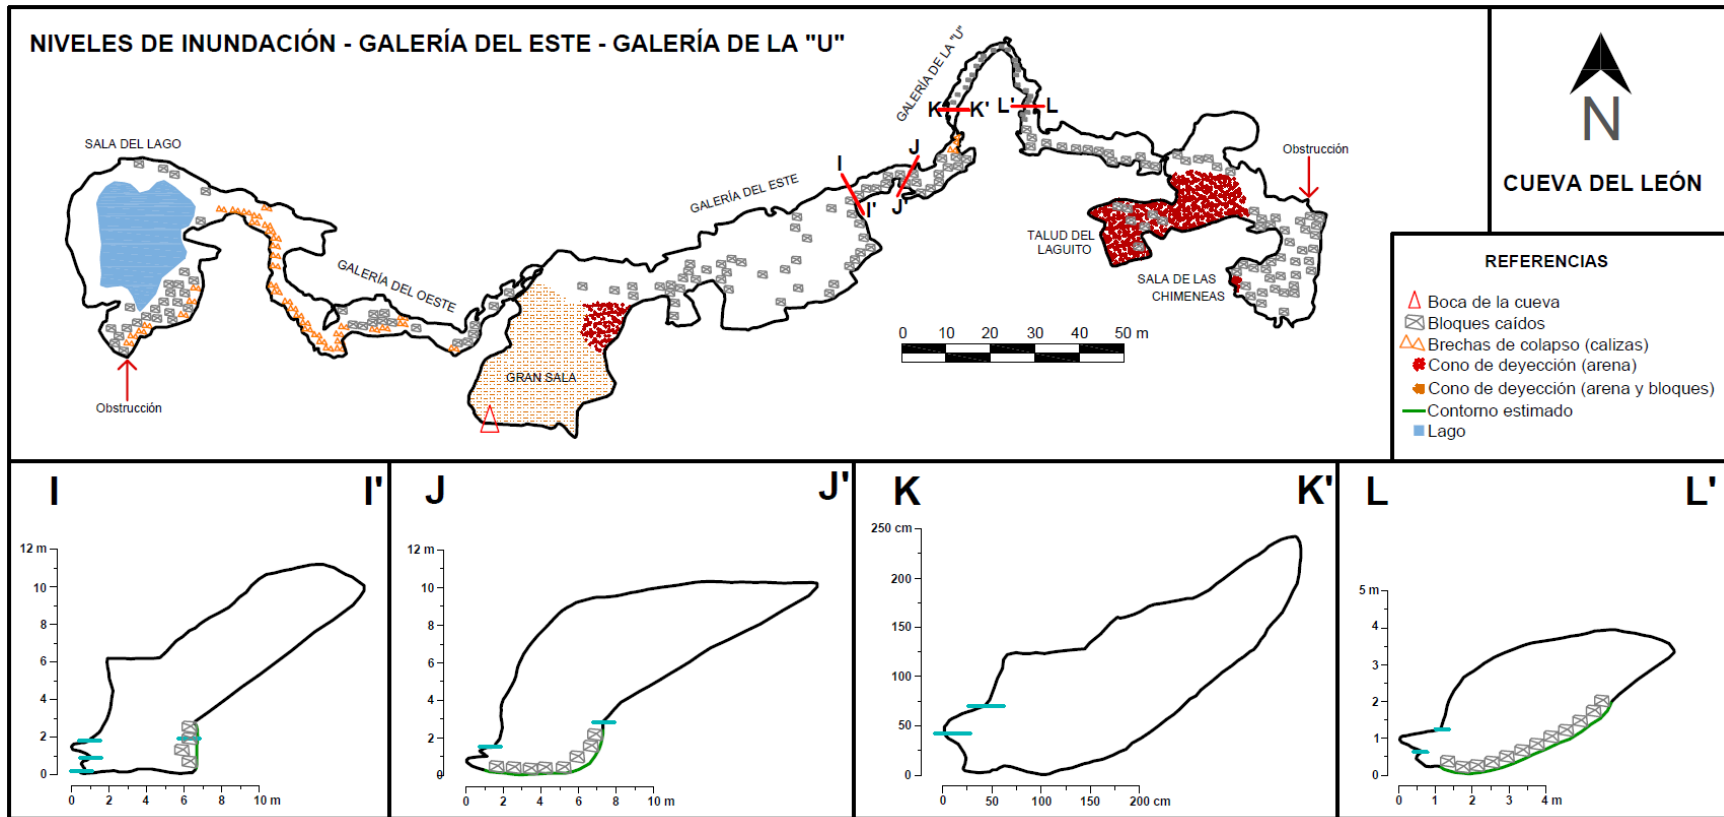 NIVELES DE INUNDACIÓN - GALERÍA DEL ESTE - GALERÍA DE LA "U"
SALA DEL LAGO
GALERÍA DEL OESTE
Obstrucción
GRAN SALA
GALERÍA DEL ESTE
GALERÍA DE LA "U"
I
I'
J
J'
K
K'
L'
L
TALUD DEL
LAGUITO
SALA DE LAS
CHIMENEAS
Obstrucción
0 10 20 30 40 50 m
N
CUEVA DEL LEÓN
REFERENCIAS
Boca de la cueva
Bloques caídos
Brechas de colapso (calizas)
Cono de deyección (arena)
Cono de deyección (arena y bloques)
Contorno estimado
Lago
I I'
12 m
10
8
6
4
2
0
0 2 4 6 8 10 m
J J'
12 m
10
8
6
4
2
0
0 2 4 6 8 10 m
K K'
250 cm
200
150
100
50
0
0 50 100 150 200 cm
L L'
5 m
4
3
2
1
0
0 1 2 3 4 m